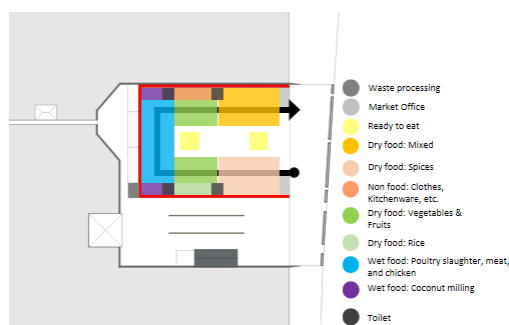 Waste processing
Market Office
Ready to eat
Dry food: Mixed
Dry food: Spices
Non food: Clothes,
Kitchenware, etc.
Dry food: Vegetables &
Fruits
Dry food: Rice
Wet food: Poultry slaughter, meat,
and chicken
Wet food: Coconut milling
Toilet